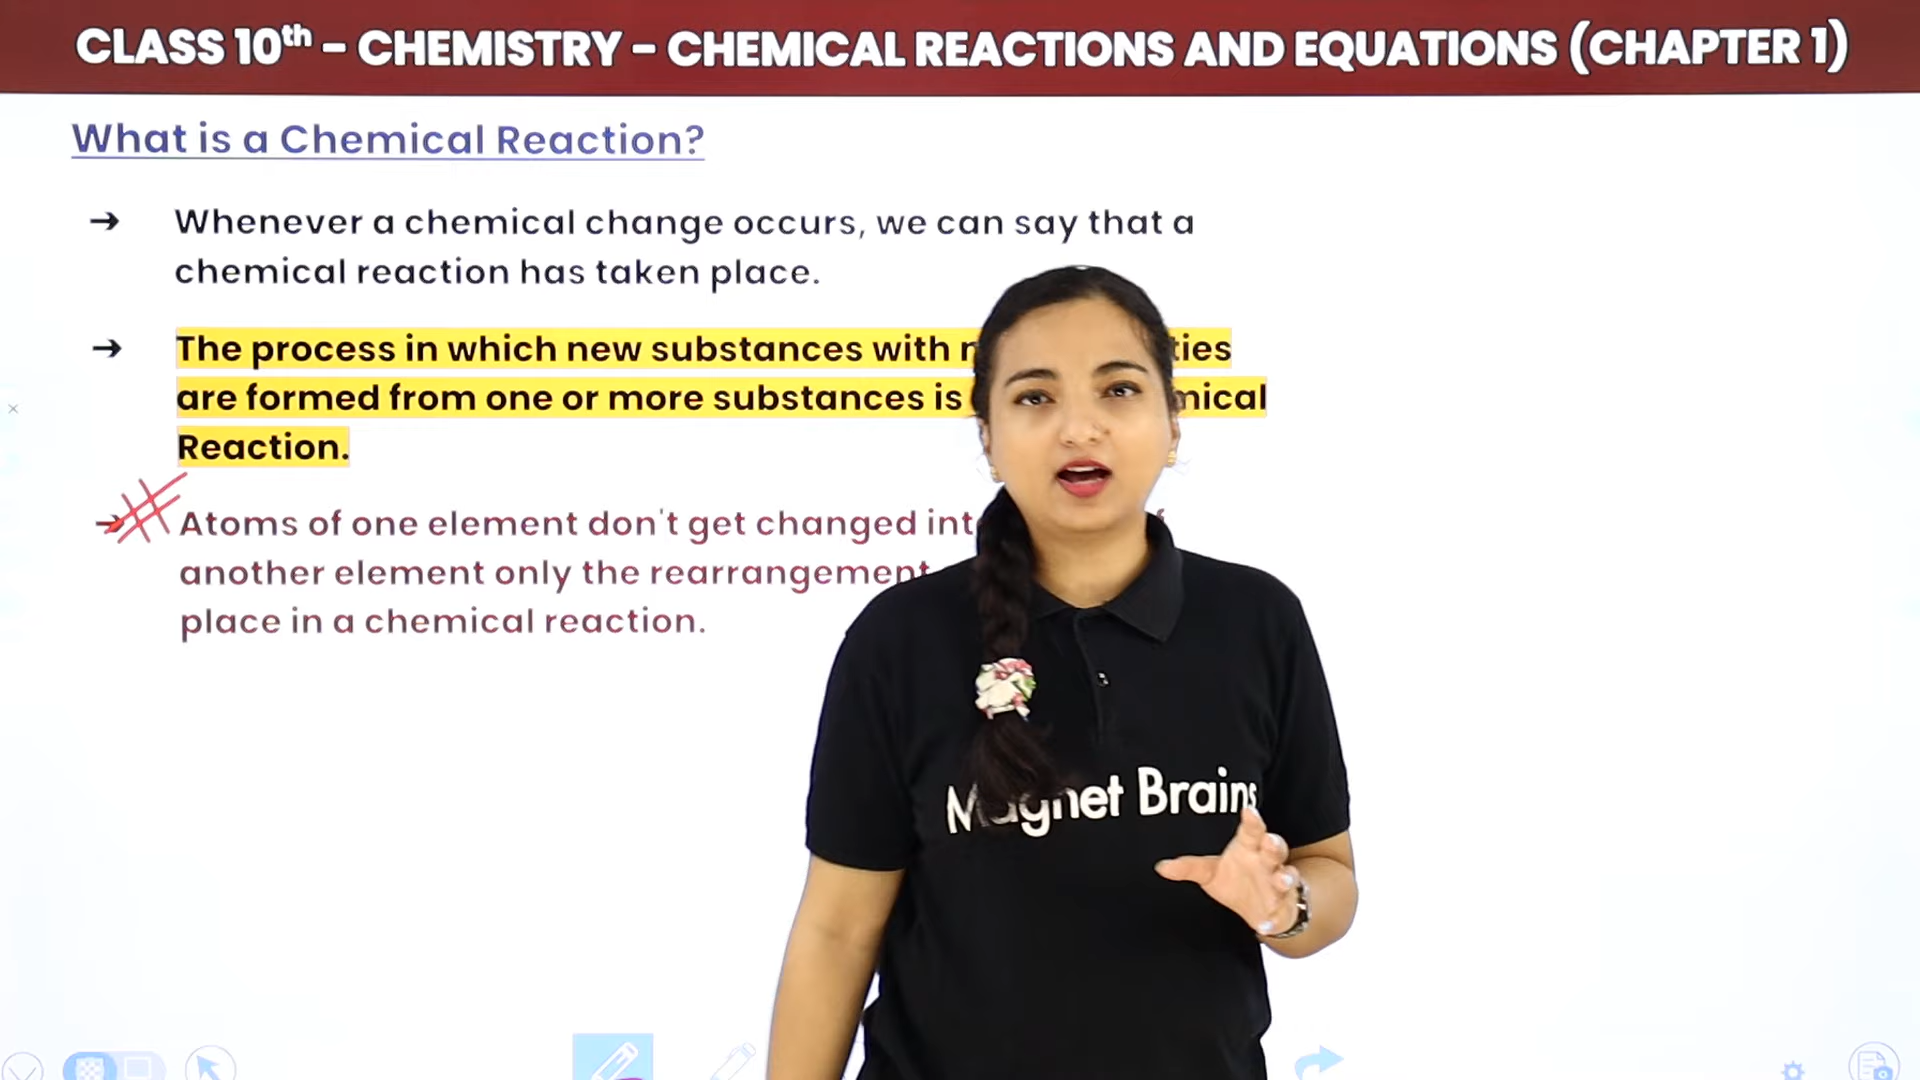 CLASS 10th - CHEMISTRY - CHEMICAL REACTIONS AND EQUATIONS (CHAPTER 1)
What is a Chemical Reaction?
➔ Whenever a chemical change occurs, we can say that a
chemical reaction has taken place.
➔ The process in which new substances with
are formed from one or more substances is
Reaction.
➔ Atoms of one element don't get changed
another element only the rearrangement
place in a chemical reaction.
Magnet Brains